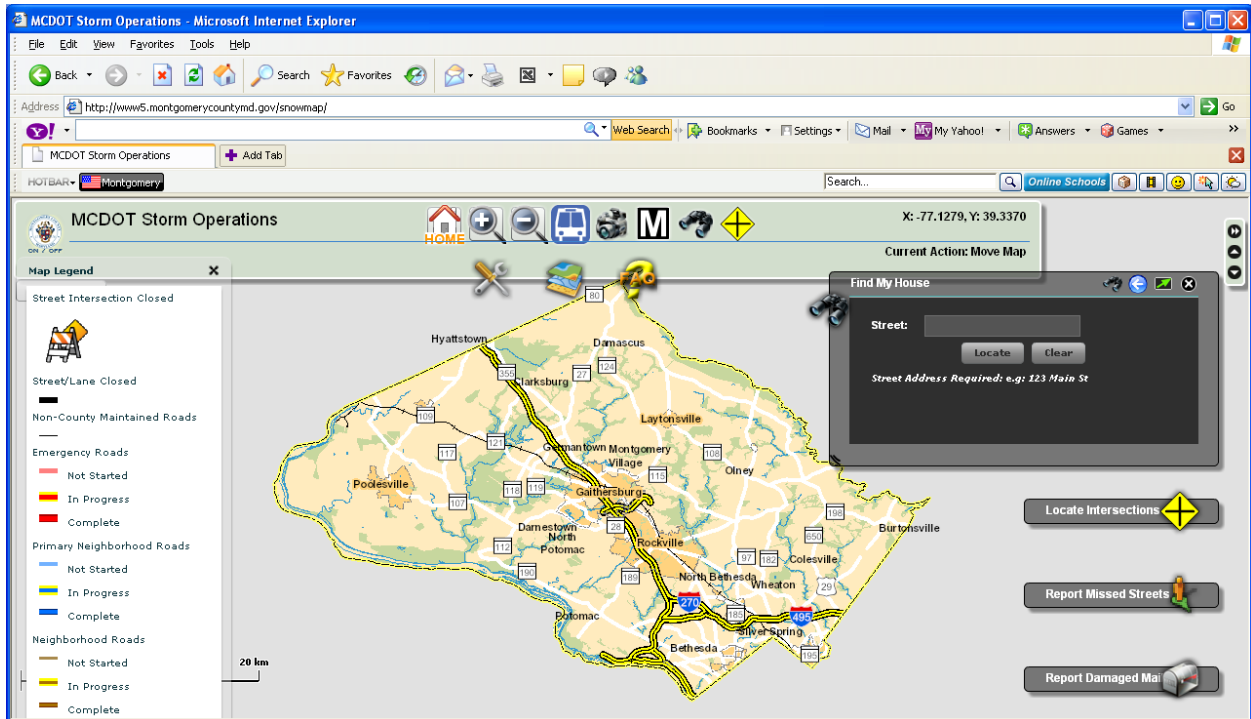 MCDOT Storm Operations - Microsoft Internet Explorer
File Edit View Favorites Tools Help
Back Search Favorites
Address http://www5.montgomerycountymd.gov/snowmap/ Go
Y! Web Search Bookmarks Settings Mail My My Yahoo! Answers Games
MCDOT Storm Operations Add Tab
HOTBAR Montgomery Search... Online Schools
MCDOT Storm Operations
HOME
M
X: -77.1279, Y: 39.3370
ON / OFF
Current Action: Move Map
Map Legend
FAQ
Street Intersection Closed
Street/Lane Closed
Non-County Maintained Roads
Emergency Roads
Not Started
In Progress
Complete
Primary Neighborhood Roads
Not Started
In Progress
Complete
Neighborhood Roads
Not Started
In Progress
Complete
20 km
80
Hyattstown
Damascus
124
355
27
Clarksburg
109
Laytonsville
121
117
Germantown Montgomery
Village
108
Olney
115
Poolesville
118
119
Gaithersburg
107
198
Darnestown
28
Burtonsville
North
Potomac
650
Rockville
112
97
182
Colesville
190
189
North Bethesda
Wheaton
29
270
Potomac
185
495
Silver Spring
Bethesda
195
Find My House
Street:
Locate Clear
Street Address Required: e.g: 123 Main St
Locate Intersections
Report Missed Streets
Report Damaged Mai